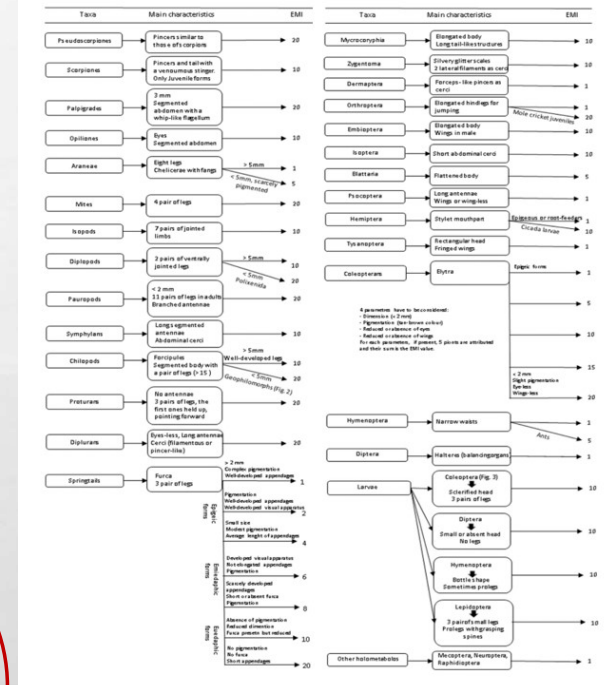 Taxa Main characteristics EMI
Pseudoscorpiones
Pincers similar to
those of scorpions
20
Scorpiones
Pincers and tail with
a venoumous stinger.
Only Juvenile forms
10
Palpigrades
2 mm
Segmented
abdomen with a
whip-like flagellum
20
Opiliones
Eyes
Segmented abdomen
10
Araneae
Eight legs
Chelicerae with fangs
> 5mm
1
< 5mm, scarcely
pigmented
5
Mites
4 pair of legs
20
Isopods
7 pairs of jointed
limbs
10
Diplopods
2 pairs of ventrally
jointed legs
> 5mm
10
< 5mm
Polixenida
20
Pauropods
< 2 mm
11 pairs of legs in adults
Branched antennae
20
Symphylans
Long segmented
antennae
Abdominal cerci
10
Chilopods
Forcipules
Segmented body with
a pair of legs (> 15 )
> 5mm
Well-developed legs
10
< 5mm
Geophilomorphs (Fig. 2)
20
Proturans
No antennae
3 pairs of legs, the
first ones held up,
pointing forward
20
Diplurans
Eyes-less, Long antennae
Cerci (filamentous or
pincer-like)
20
Springtails
Furca
3 pair of legs
Epigeic
forms
> 2 mm
Complex pigmentation
Well-developed appendages
1
Pigmentation
Well-developed appendages
Well-developed visual apparatus
2
Small size
Modest pigmentation
Average lenght of appendages
4
Emiedaphic
forms
Developed visual apparatus
Not elongated appendages
Pigmentation
6
Scarcely developed
appendages
Short or absent furca
Pigmentation
8
Euedaphic
forms
Absence of pigmentation
Reduced dimention
Furca present but reduced
10
No pigmentation
No furca
Short appendages
20
Taxa Main characteristics EMI
Mycrocoryphia
Elongated body
Long tail-like structures
10
Zygentoma
Silvery glitter scales
2 lateral filaments as cerci
10
Dermaptera
Forceps- like pincers as
cerci
1
Orthroptera
Elongated hindlegs for
jumping
1
Mole cricket juveniles
20
Embioptera
Elongated body
Wings in male
10
Isoptera
Short abdominal cerci
10
Blattaria
Flattened body
5
Psocoptera
Long antennae
Wings or wing-less
1
Hemiptera
Stylet mouthpart
Epigeous or root-feeders
1
Cicada larvae
10
Tysanoptera
Rectangular head
Fringed wings
1
Coleopterans
Elytra
Epigeic forms
1
5
10
15
20
4 parameters have to be considered:
- Dimension (< 2 mm)
- Pigmentation (tan-brown colour)
- Reduced or absence of eyes
- Reduced or absence of wings
For each parameters, if present, 5 points are attributed
and their sum is the EMI value.
< 2 mm
Slight pigmentation
Eye-less
Wings-less
Hymenoptera
Narrow waists
1
Ants
5
Diptera
Halteres (balancing organs)
1
Larvae
Coleoptera (Fig. 3)
Sclerified head
3 pairs of legs
10
Diptera
Small or absent head
No legs
10
Hymenoptera
Bottle shape
Sometimes prolegs
10
Lepidoptera
3 pair of small legs
Prolegs with grasping
spines
10
Other holometabolos
Mecoptera, Neuroptera,
Raphidioptera
1